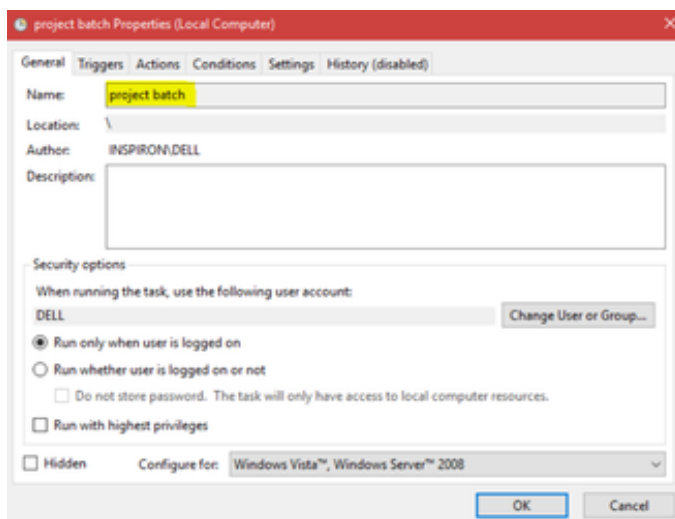 project batch Properties (Local Computer)
General Triggers Actions Conditions Settings History (disabled)
Name: project batch
Location: \
Author: INSPIRON\DELL
Description:
Security options
When running the task, use the following user account:
DELL Change User or Group...
Run only when user is logged on
Run whether user is logged on or not
Do not store password. The task will only have access to local computer resources.
Run with highest privileges
Hidden Configure for: Windows Vista™, Windows Server™ 2008
OK Cancel